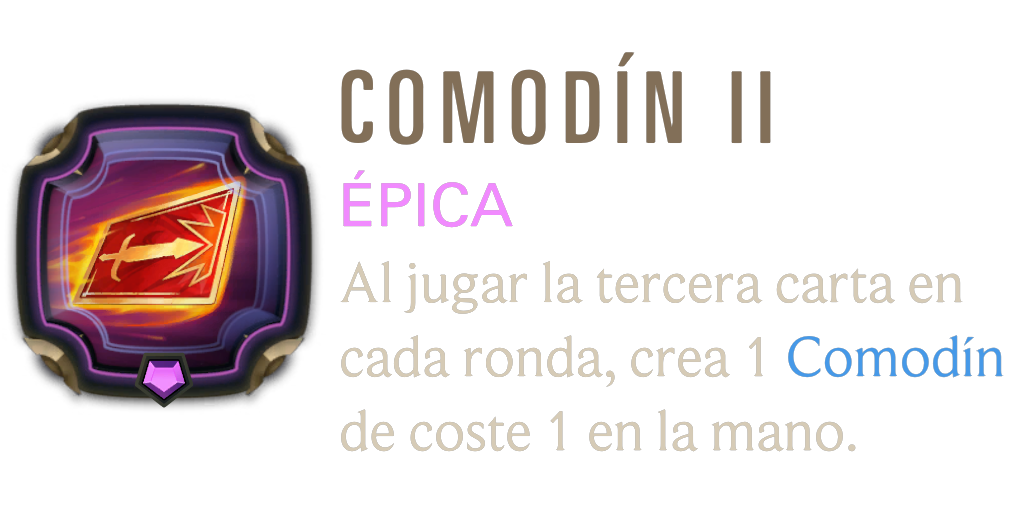 COMODÍN II
ÉPICA
Al jugar la tercera carta en
cada ronda, crea 1 Comodín
de coste 1 en la mano.